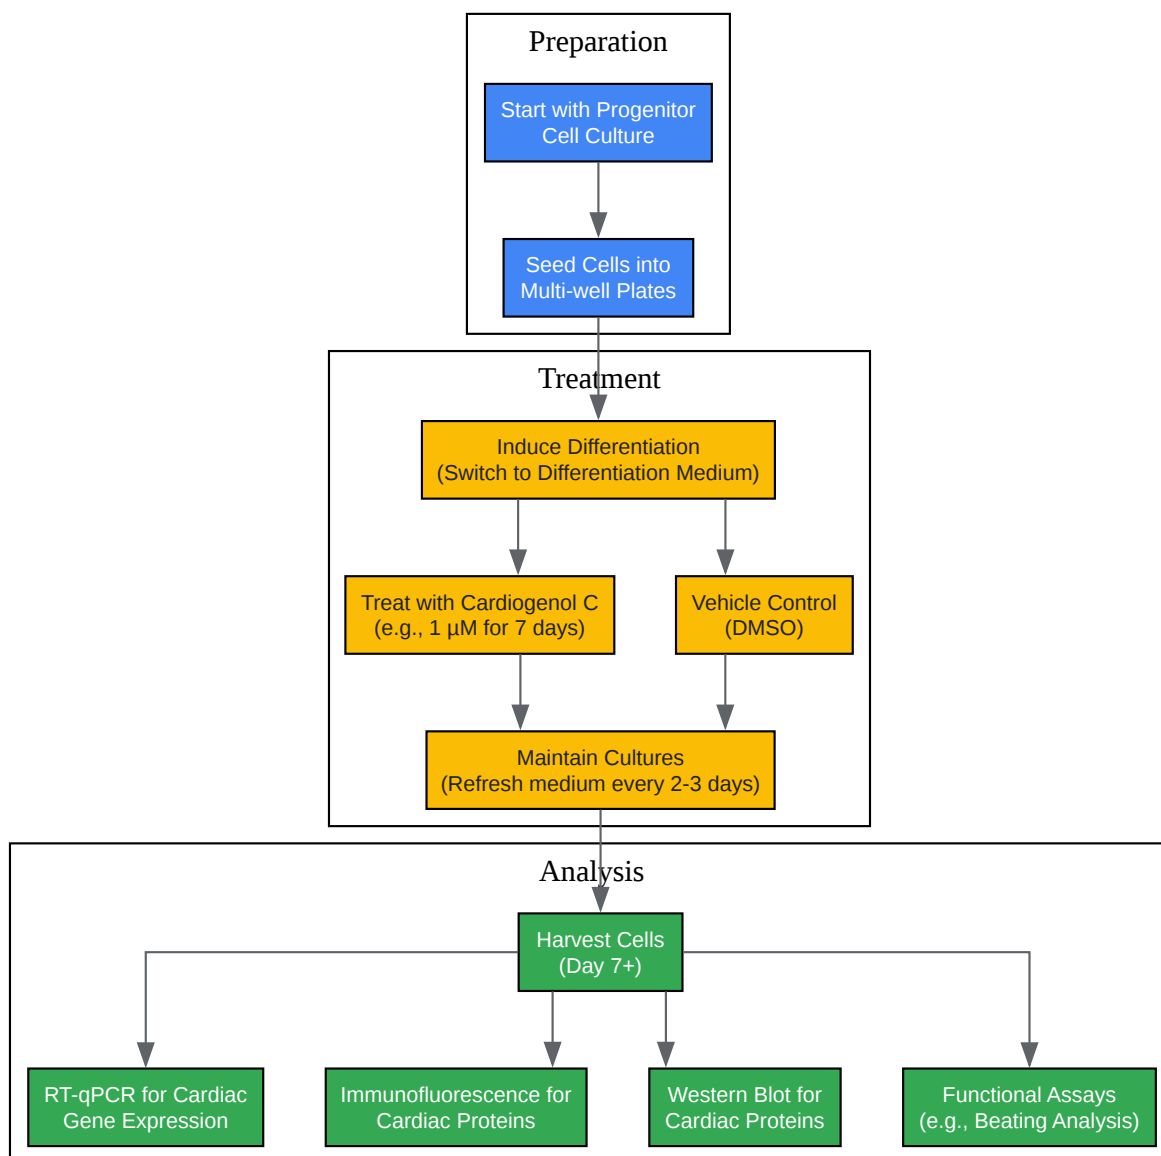 Preparation
Start with Progenitor
Cell Culture
Seed Cells into
Multi-well Plates
Treatment
Induce Differentiation
(Switch to Differentiation Medium)
Treat with Cardiogenol C
(e.g., 1 µM for 7 days)
Vehicle Control
(DMSO)
Maintain Cultures
(Refresh medium every 2-3 days)
Analysis
Harvest Cells
(Day 7+)
RT-qPCR for Cardiac
Gene Expression
Immunofluorescence for
Cardiac Proteins
Western Blot for
Cardiac Proteins
Functional Assays
(e.g., Beating Analysis)